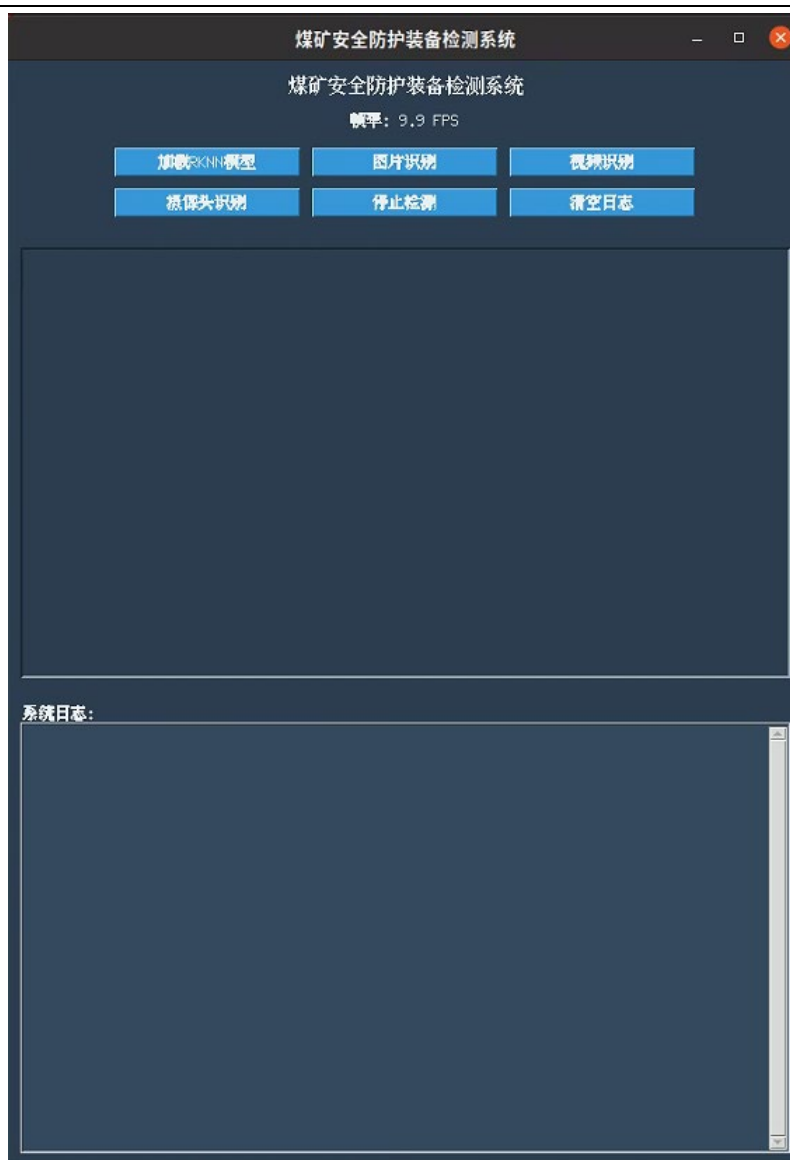 煤矿安全防护装备检测系统
煤矿安全防护装备检测系统
帧率: 9.9 FPS
加载RKNN模型 图片识别 视频识别
摄像头识别 停止检测 清空日志
系统日志: